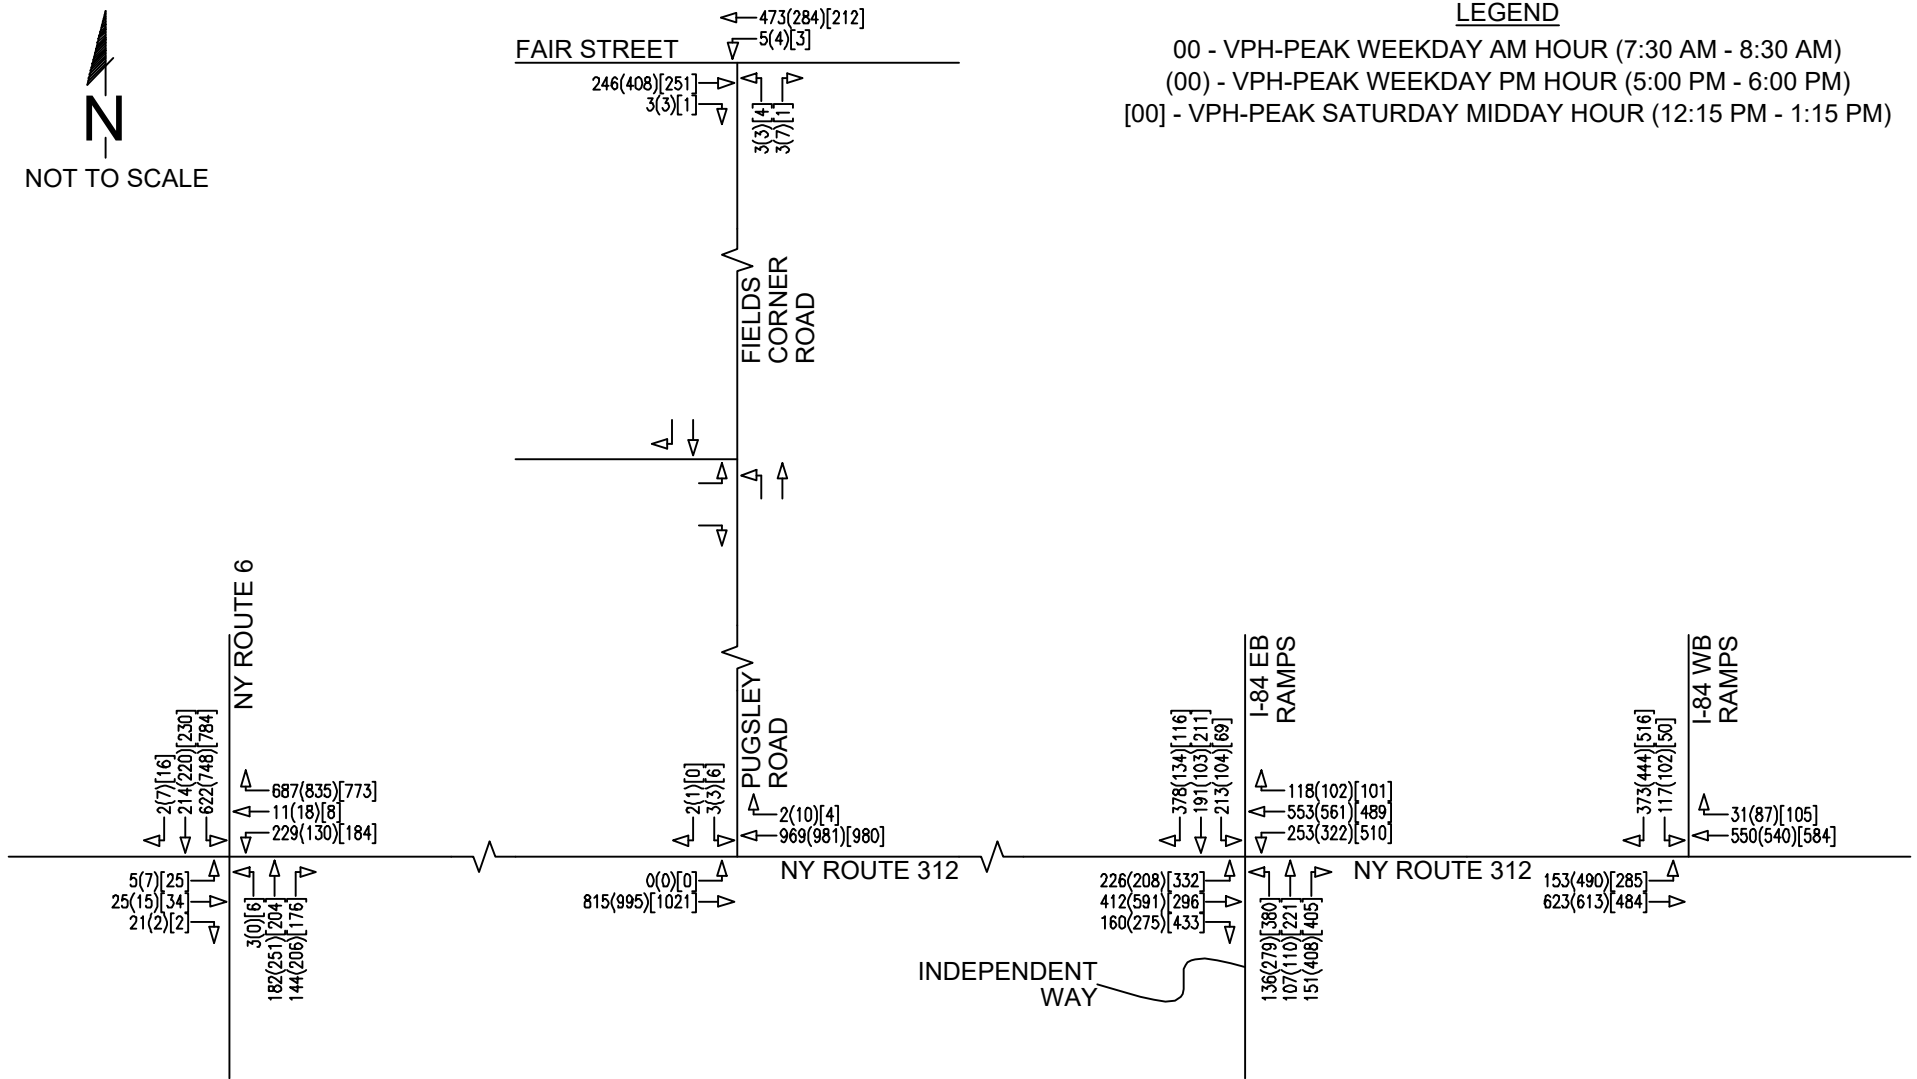 473(284)[212]
5(4)[3]
FAIR STREET
246(408)[251]
3(3)[1]
3(3)[4]
3(7)[1]
LEGEND
00 - VPH-PEAK WEEKDAY AM HOUR (7:30 AM - 8:30 AM)
(00) - VPH-PEAK WEEKDAY PM HOUR (5:00 PM - 6:00 PM)
[00] - VPH-PEAK SATURDAY MIDDAY HOUR (12:15 PM - 1:15 PM)
N
NOT TO SCALE
FIELDS
CORNER
ROAD
NY ROUTE 6
2(7)[16]
214(220)[230]
622(748)[784]
687(835)[773]
11(18)[8]
229(130)[184]
5(7)[25]
25(15)[34]
21(2)[2]
3(0)[6]
182(251)[204]
144(206)[176]
PUGSLEY
ROAD
2(1)[0]
3(3)[6]
2(10)[4]
969(981)[980]
0(0)[0]
815(995)[1021]
NY ROUTE 312
I-84 EB
RAMPS
378(134)[116]
191(103)[211]
213(104)[69]
118(102)[101]
553(561)[489]
253(322)[510]
226(208)[332]
412(591)[296]
160(275)[433]
136(279)[380]
107(110)[221]
151(408)[405]
INDEPENDENT
WAY
NY ROUTE 312
I-84 WB
RAMPS
373(444)[516]
117(102)[50]
31(87)[105]
550(540)[584]
153(490)[285]
623(613)[484]